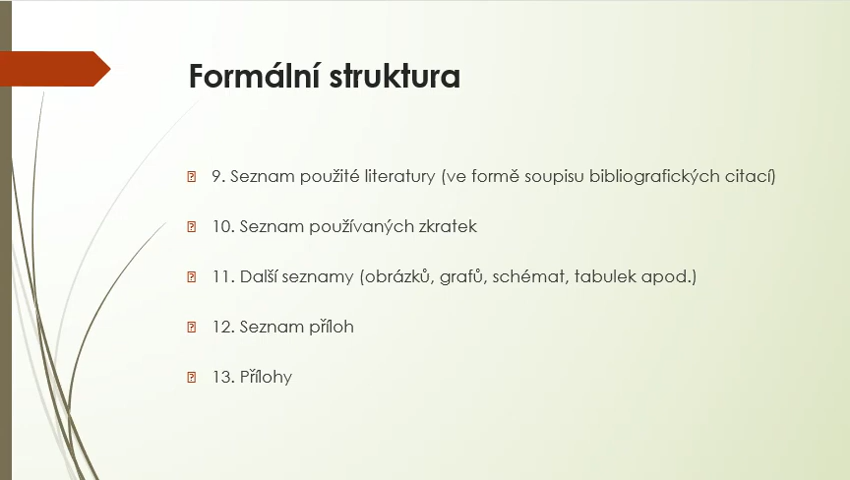 Formální struktura
9. Seznam použité literatury (ve formě soupisu bibliografických citací)
10. Seznam používaných zkratek
11. Další seznamy (obrázků, grafů, schémat, tabulek apod.)
12. Seznam příloh
13. Přílohy